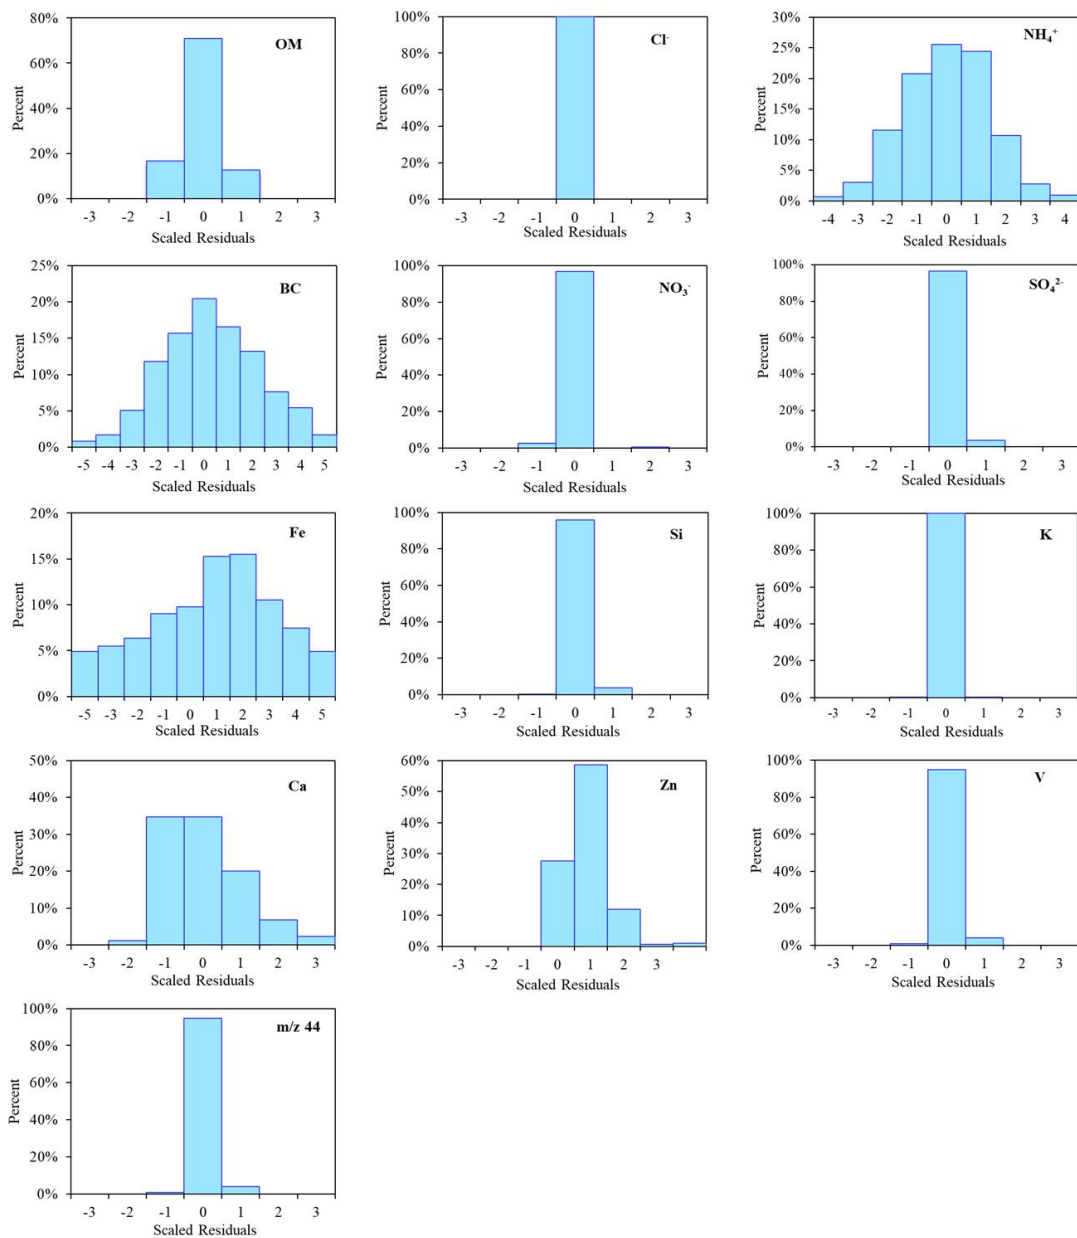 OM
80%
60%
40%
20%
0%
Percent
-3 -2 -1 0 1 2 3
Scaled Residuals
Cl-
100%
80%
60%
40%
20%
0%
Percent
-3 -2 -1 0 1 2 3
Scaled Residuals
NH4+
30%
25%
20%
15%
10%
5%
0%
Percent
-4 -3 -2 -1 0 1 2 3 4
Scaled Residuals
BC
25%
20%
15%
10%
5%
0%
Percent
-5 -4 -3 -2 -1 0 1 2 3 4 5
Scaled Residuals
NO3-
100%
80%
60%
40%
20%
0%
Percent
-3 -2 -1 0 1 2 3
Scaled Residuals
SO42-
100%
80%
60%
40%
20%
0%
Percent
-3 -2 -1 0 1 2 3
Scaled Residuals
Fe
20%
15%
10%
5%
0%
Percent
-5 -3 -2 -1 0 1 2 3 4 5
Scaled Residuals
Si
100%
80%
60%
40%
20%
0%
Percent
-3 -2 -1 0 1 2 3
Scaled Residuals
K
100%
80%
60%
40%
20%
0%
Percent
-3 -2 -1 0 1 2 3
Scaled Residuals
Ca
50%
40%
30%
20%
10%
0%
Percent
-3 -2 -1 0 1 2 3
Scaled Residuals
Zn
60%
50%
40%
30%
20%
10%
0%
Percent
-3 -2 -1 0 1 2 3
Scaled Residuals
V
100%
80%
60%
40%
20%
0%
Percent
-3 -2 -1 0 1 2 3
Scaled Residuals
m/z 44
100%
80%
60%
40%
20%
0%
Percent
-3 -2 -1 0 1 2 3
Scaled Residuals